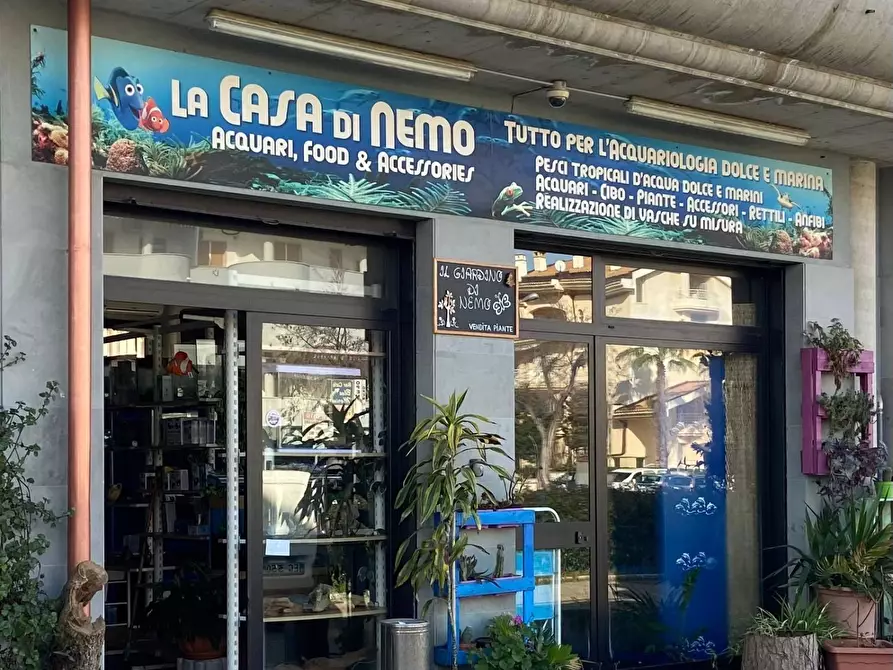 LA CASA DI NEMO
ACQUARI, FOOD & ACCESSORIES
TUTTO PER L'ACQUARIOLOGIA DOLCE E MARINA
PESCI TROPICALI D'ACQUA DOLCE E MARINI
ACQUARI - CIBO - PIANTE - ACCESSORI - RETTILI - ANFIBI
REALIZZAZIONE DI VASCHE SU MISURA
IL GIARDINO
DI
NEMO
VENDITA PIANTE